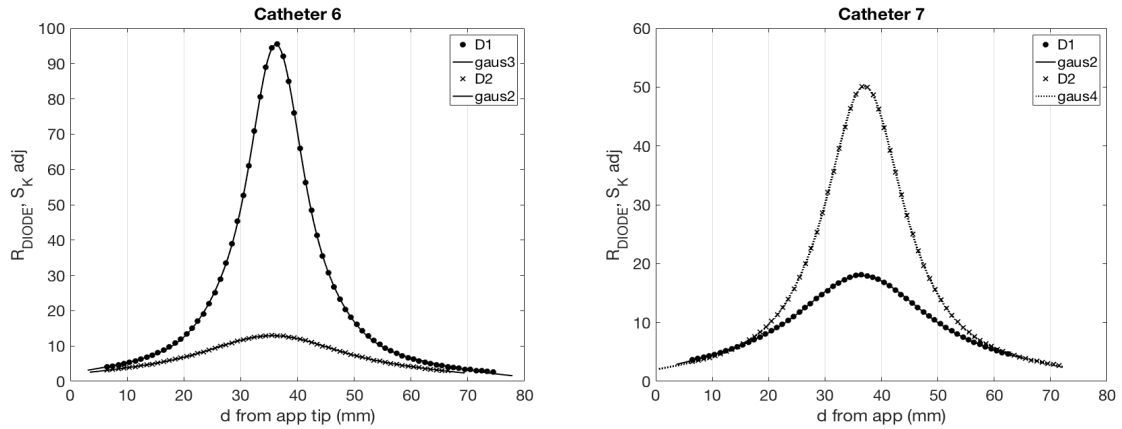 Catheter 6
R_DIODE, S_K adj
100
90
80
70
60
50
40
30
20
10
0
D1
gaus3
D2
gaus2
0 10 20 30 40 50 60 70 80
d from app tip (mm)
Catheter 7
R_DIODE, S_K adj
60
50
40
30
20
10
0
D1
gaus2
D2
gaus4
0 10 20 30 40 50 60 70 80
d from app (mm)